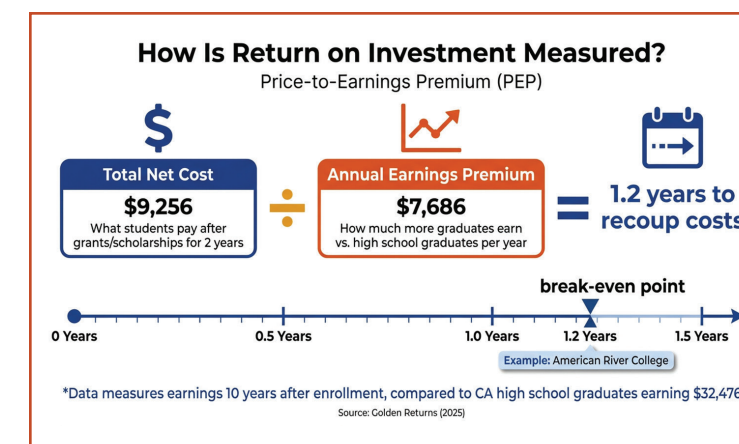 How Is Return on Investment Measured?
Price-to-Earnings Premium (PEP)
$
Total Net Cost
$9,256
What students pay after
grants/scholarships for 2 years
÷
Annual Earnings Premium
$7,686
How much more graduates earn
vs. high school graduates per year
=
1.2 years to
recoup costs
break-even point
0 Years
0.5 Years
1.0 Years
1.2 Years
1.5 Years
Example: American River College
*Data measures earnings 10 years after enrollment, compared to CA high school graduates earning $32,476
Source: Golden Returns (2025)